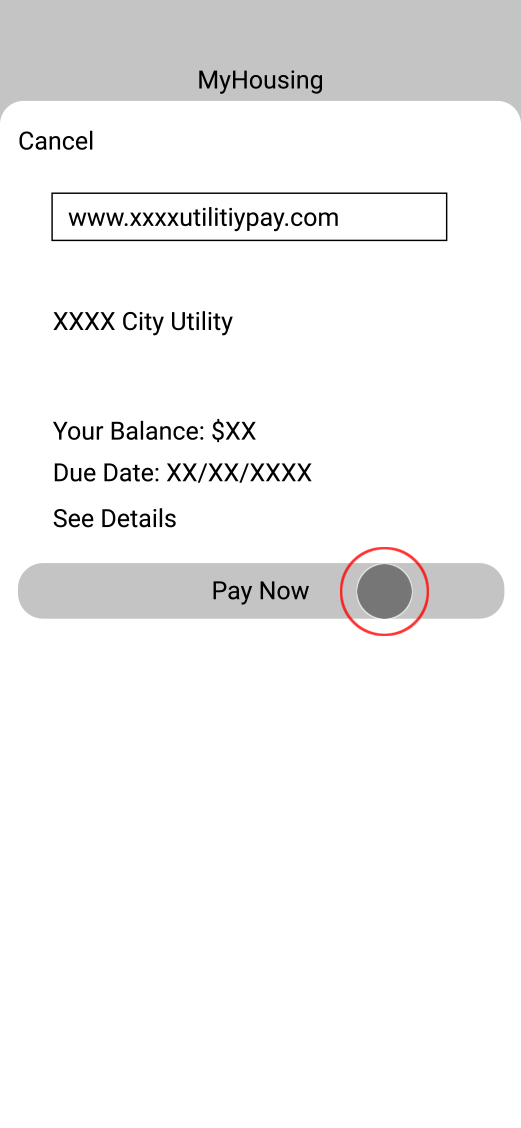 MyHousing
Cancel
www.xxxxutilitiypay.com
XXXX City Utility
Your Balance: $XX
Due Date: XX/XX/XXXX
See Details
Pay Now